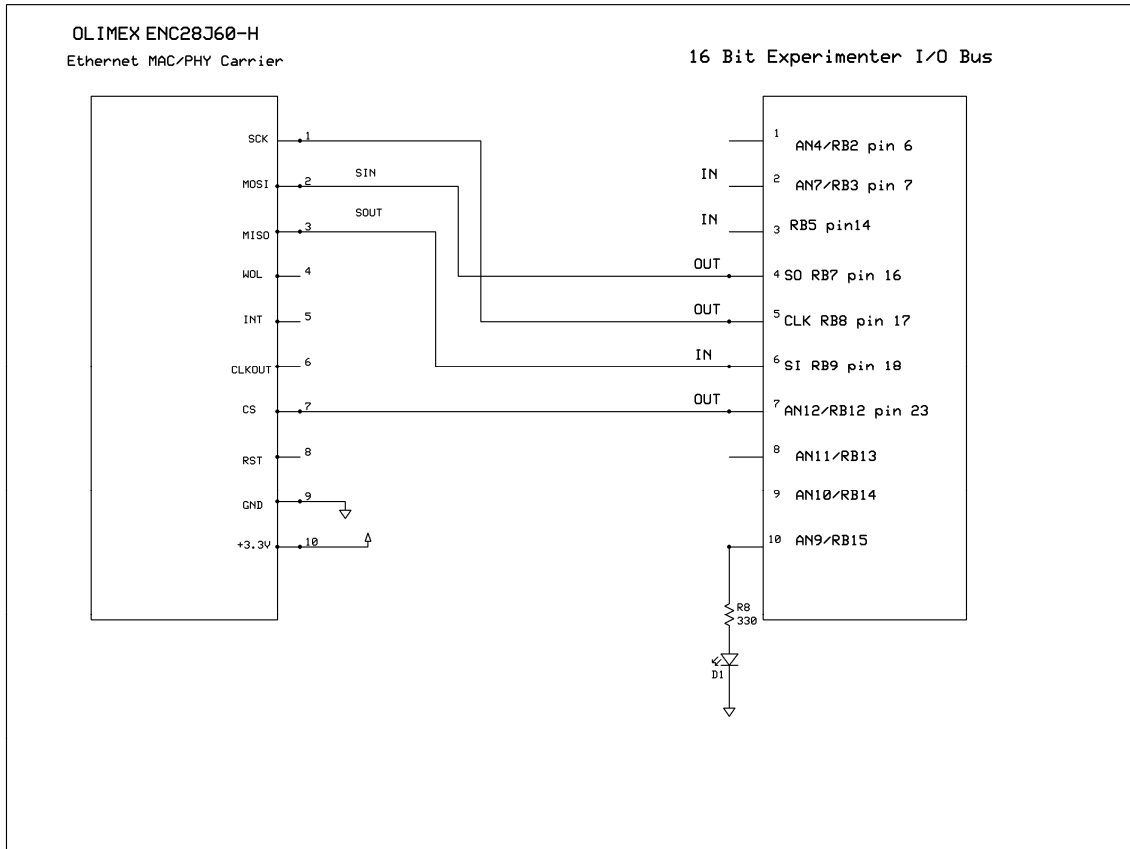 OLIMEX ENC28J60-H
Ethernet MAC/PHY Carrier
16 Bit Experimenter I/O Bus
SCK 1
MOSI 2 SIN
MISO 3 SOUT
WOL 4
INT 5
CLKOUT 6
CS 7
RST 8
GND 9
+3.3V 10
1 AN4/RB2 pin 6
IN 2 AN7/RB3 pin 7
IN 3 RB5 pin14
OUT 4 SO RB7 pin 16
OUT 5 CLK RB8 pin 17
IN 6 SI RB9 pin 18
OUT 7 AN12/RB12 pin 23
8 AN11/RB13
9 AN10/RB14
10 AN9/RB15
R8
330
D1